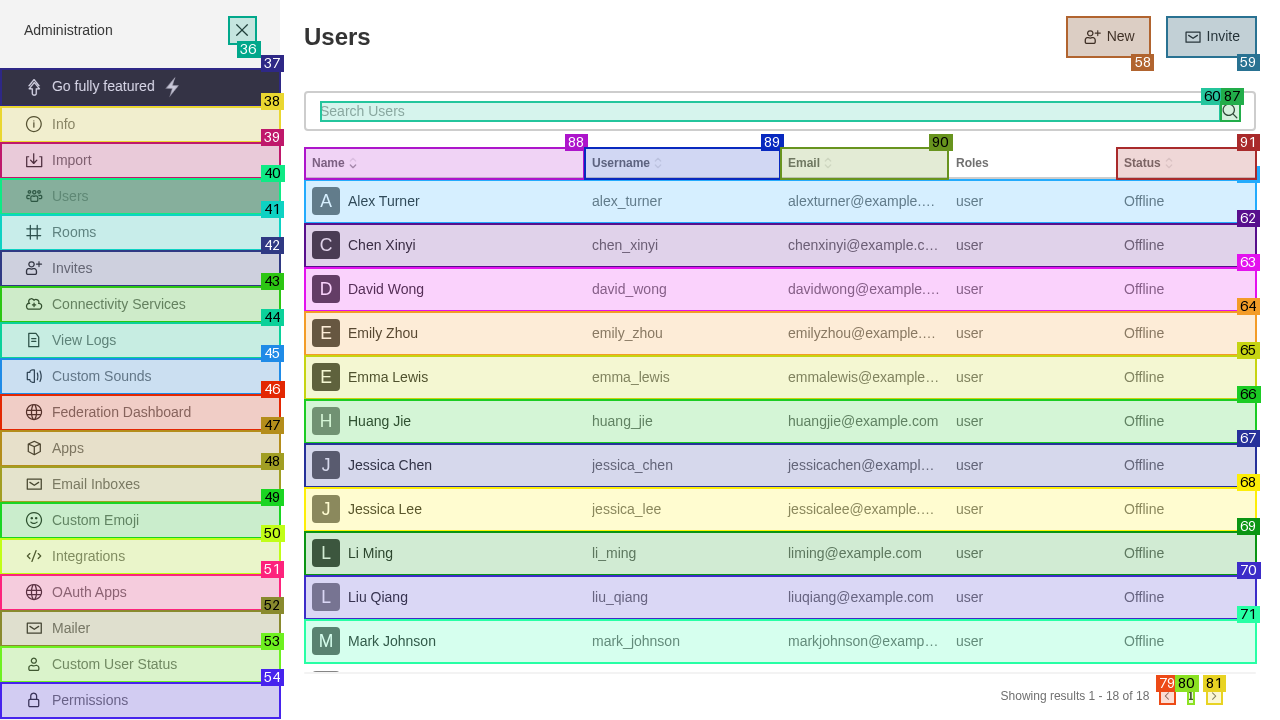 Administration
36
37
Go fully featured
38
Info
39
Import
40
Users
41
Rooms
42
Invites
43
Connectivity Services
44
View Logs
45
Custom Sounds
46
Federation Dashboard
47
Apps
48
Email Inboxes
49
Custom Emoji
50
Integrations
51
OAuth Apps
52
Mailer
53
Custom User Status
54
Permissions
Users
New
58
Invite
59
Search Users
60 87
88 89 90 91
Name Username Email Roles Status
A Alex Turner alex_turner alexturner@example.… user Offline
62
C Chen Xinyi chen_xinyi chenxinyi@example.c… user Offline
63
D David Wong david_wong davidwong@example.… user Offline
64
E Emily Zhou emily_zhou emilyzhou@example.… user Offline
65
E Emma Lewis emma_lewis emmalewis@example… user Offline
66
H Huang Jie huang_jie huangjie@example.com user Offline
67
J Jessica Chen jessica_chen jessicachen@exampl… user Offline
68
J Jessica Lee jessica_lee jessicalee@example.… user Offline
69
L Li Ming li_ming liming@example.com user Offline
70
L Liu Qiang liu_qiang liuqiang@example.com user Offline
71
M Mark Johnson mark_johnson markjohnson@examp… user Offline
79 80 81
Showing results 1 - 18 of 18 1